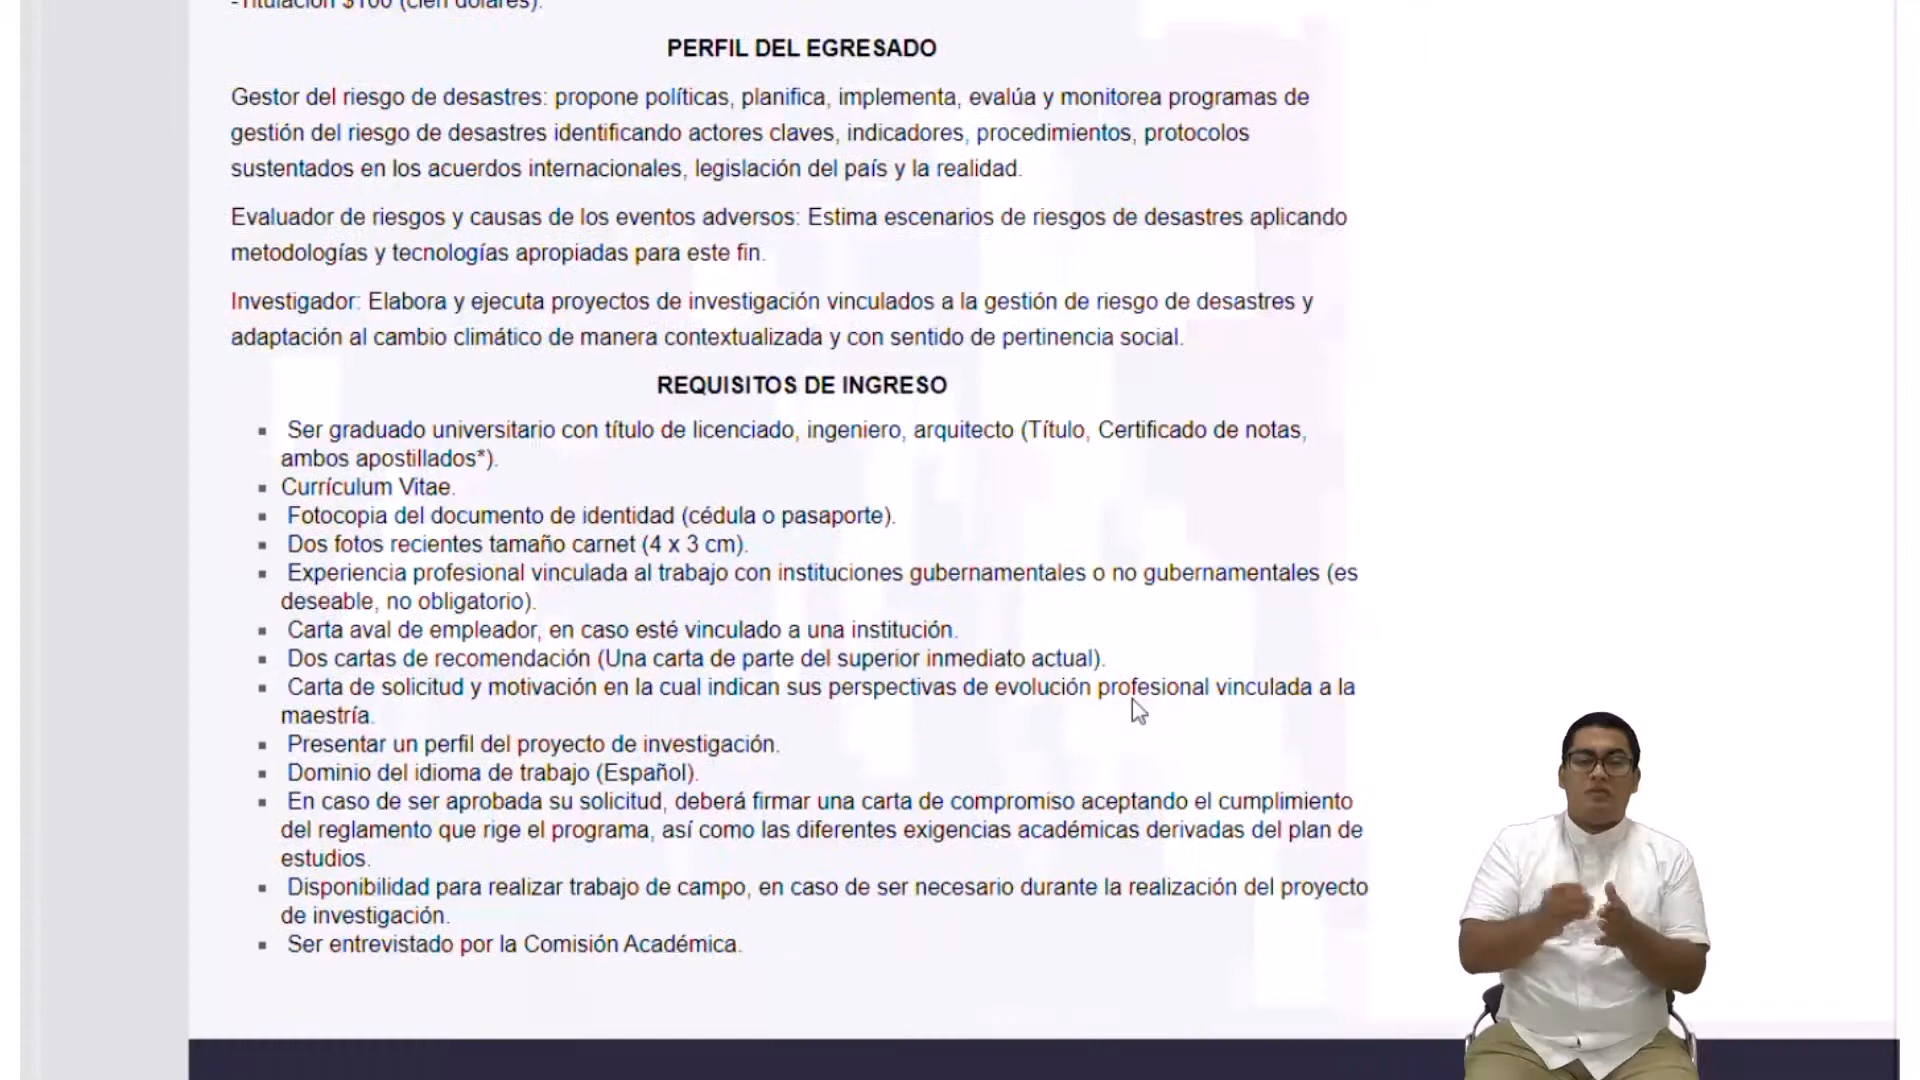 -Titulación $100 (cien dólares).
PERFIL DEL EGRESADO
Gestor del riesgo de desastres: propone políticas, planifica, implementa, evalúa y monitorea programas de
gestión del riesgo de desastres identificando actores claves, indicadores, procedimientos, protocolos
sustentados en los acuerdos internacionales, legislación del país y la realidad.
Evaluador de riesgos y causas de los eventos adversos: Estima escenarios de riesgos de desastres aplicando
metodologías y tecnologías apropiadas para este fin.
Investigador: Elabora y ejecuta proyectos de investigación vinculados a la gestión de riesgo de desastres y
adaptación al cambio climático de manera contextualizada y con sentido de pertinencia social.
REQUISITOS DE INGRESO
▪ Ser graduado universitario con título de licenciado, ingeniero, arquitecto (Título, Certificado de notas,
ambos apostillados*).
▪ Currículum Vitae.
▪ Fotocopia del documento de identidad (cédula o pasaporte).
▪ Dos fotos recientes tamaño carnet (4 x 3 cm).
▪ Experiencia profesional vinculada al trabajo con instituciones gubernamentales o no gubernamentales (es
deseable, no obligatorio).
▪ Carta aval de empleador, en caso esté vinculado a una institución.
▪ Dos cartas de recomendación (Una carta de parte del superior inmediato actual).
▪ Carta de solicitud y motivación en la cual indican sus perspectivas de evolución profesional vinculada a la
maestría.
▪ Presentar un perfil del proyecto de investigación.
▪ Dominio del idioma de trabajo (Español).
▪ En caso de ser aprobada su solicitud, deberá firmar una carta de compromiso aceptando el cumplimiento
del reglamento que rige el programa, así como las diferentes exigencias académicas derivadas del plan de
estudios.
▪ Disponibilidad para realizar trabajo de campo, en caso de ser necesario durante la realización del proyecto
de investigación.
▪ Ser entrevistado por la Comisión Académica.